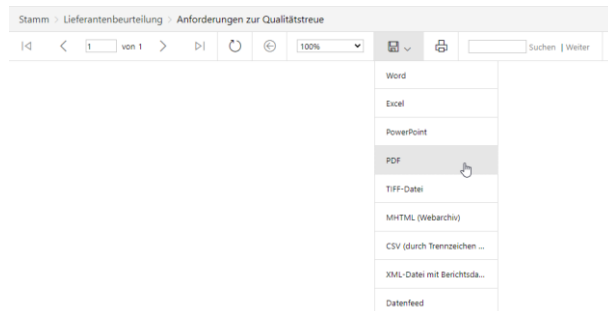 Stamm > Lieferantenbeurteilung > Anforderungen zur Qualitätstreue
1 von 1 100% Suchen | Weiter
Word
Excel
PowerPoint
PDF
TIFF-Datei
MHTML (Webarchiv)
CSV (durch Trennzeichen ...
XML-Datei mit Berichtsda...
Datenfeed